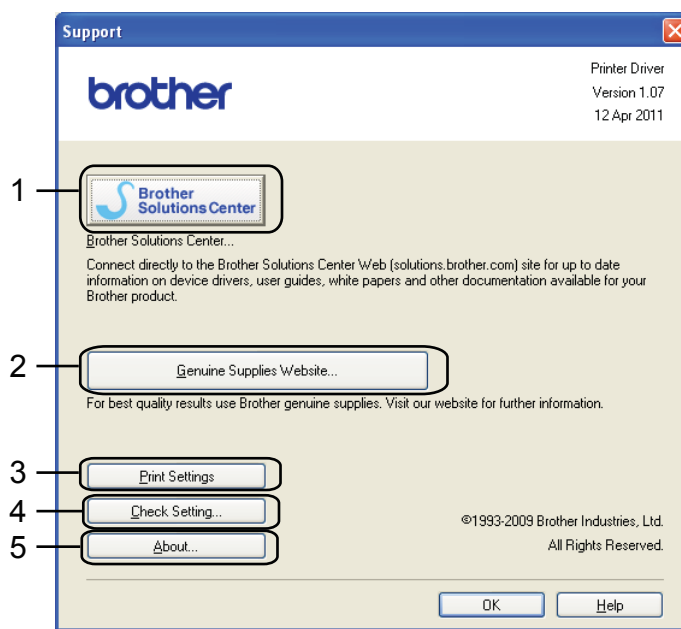 Support
brother
Printer Driver
Version 1.07
12 Apr 2011
1
Brother
Solutions Center
Brother Solutions Center...
Connect directly to the Brother Solutions Center Web (solutions.brother.com) site for up to date
information on device drivers, user guides, white papers and other documentation available for your
Brother product.
2
Genuine Supplies Website...
For best quality results use Brother genuine supplies. Visit our website for further information.
3
Print Settings
4
Check Setting...
5
About...
©1993-2009 Brother Industries, Ltd.
All Rights Reserved.
OK
Help